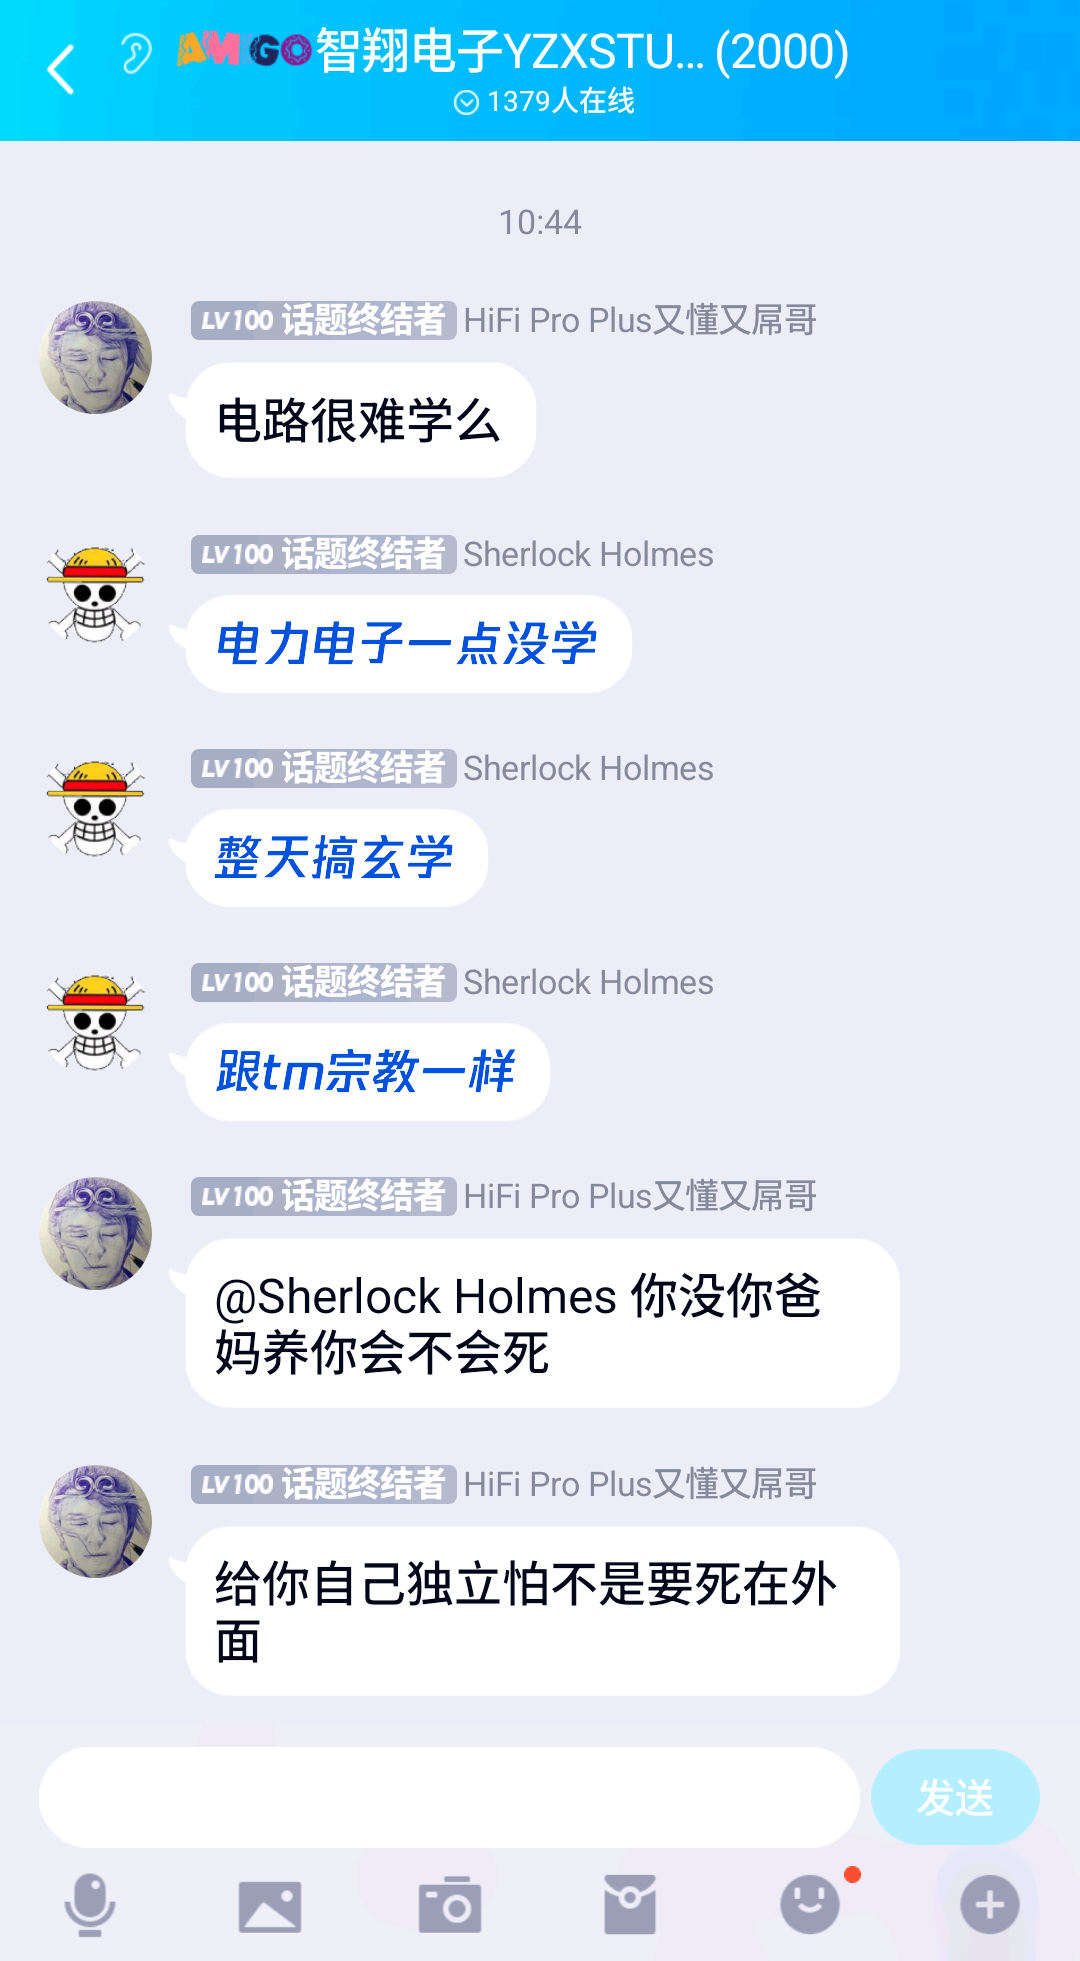 AMIGO智翔电子YZXSTU... (2000)
1379人在线
10:44
LV100 话题终结者 HiFi Pro Plus又懂又屌哥
电路很难学么
LV100 话题终结者 Sherlock Holmes
电力电子一点没学
LV100 话题终结者 Sherlock Holmes
整天搞玄学
LV100 话题终结者 Sherlock Holmes
跟tm宗教一样
LV100 话题终结者 HiFi Pro Plus又懂又屌哥
@Sherlock Holmes 你没你爸
妈养你会不会死
LV100 话题终结者 HiFi Pro Plus又懂又屌哥
给你自己独立怕不是要死在外
面
发送